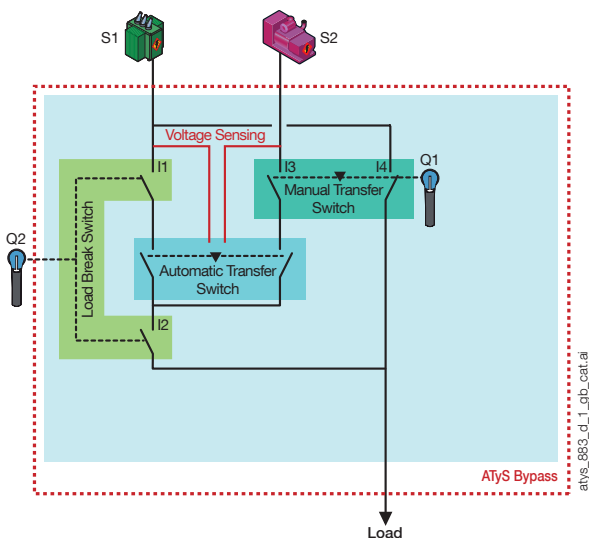 S1
S2
Voltage Sensing
I1
I3
I4
Q1
Manual Transfer
Switch
Q2
Load Break Switch
Automatic Transfer
Switch
I2
ATyS Bypass
atys_883_d_1_gb_cat.ai
Load